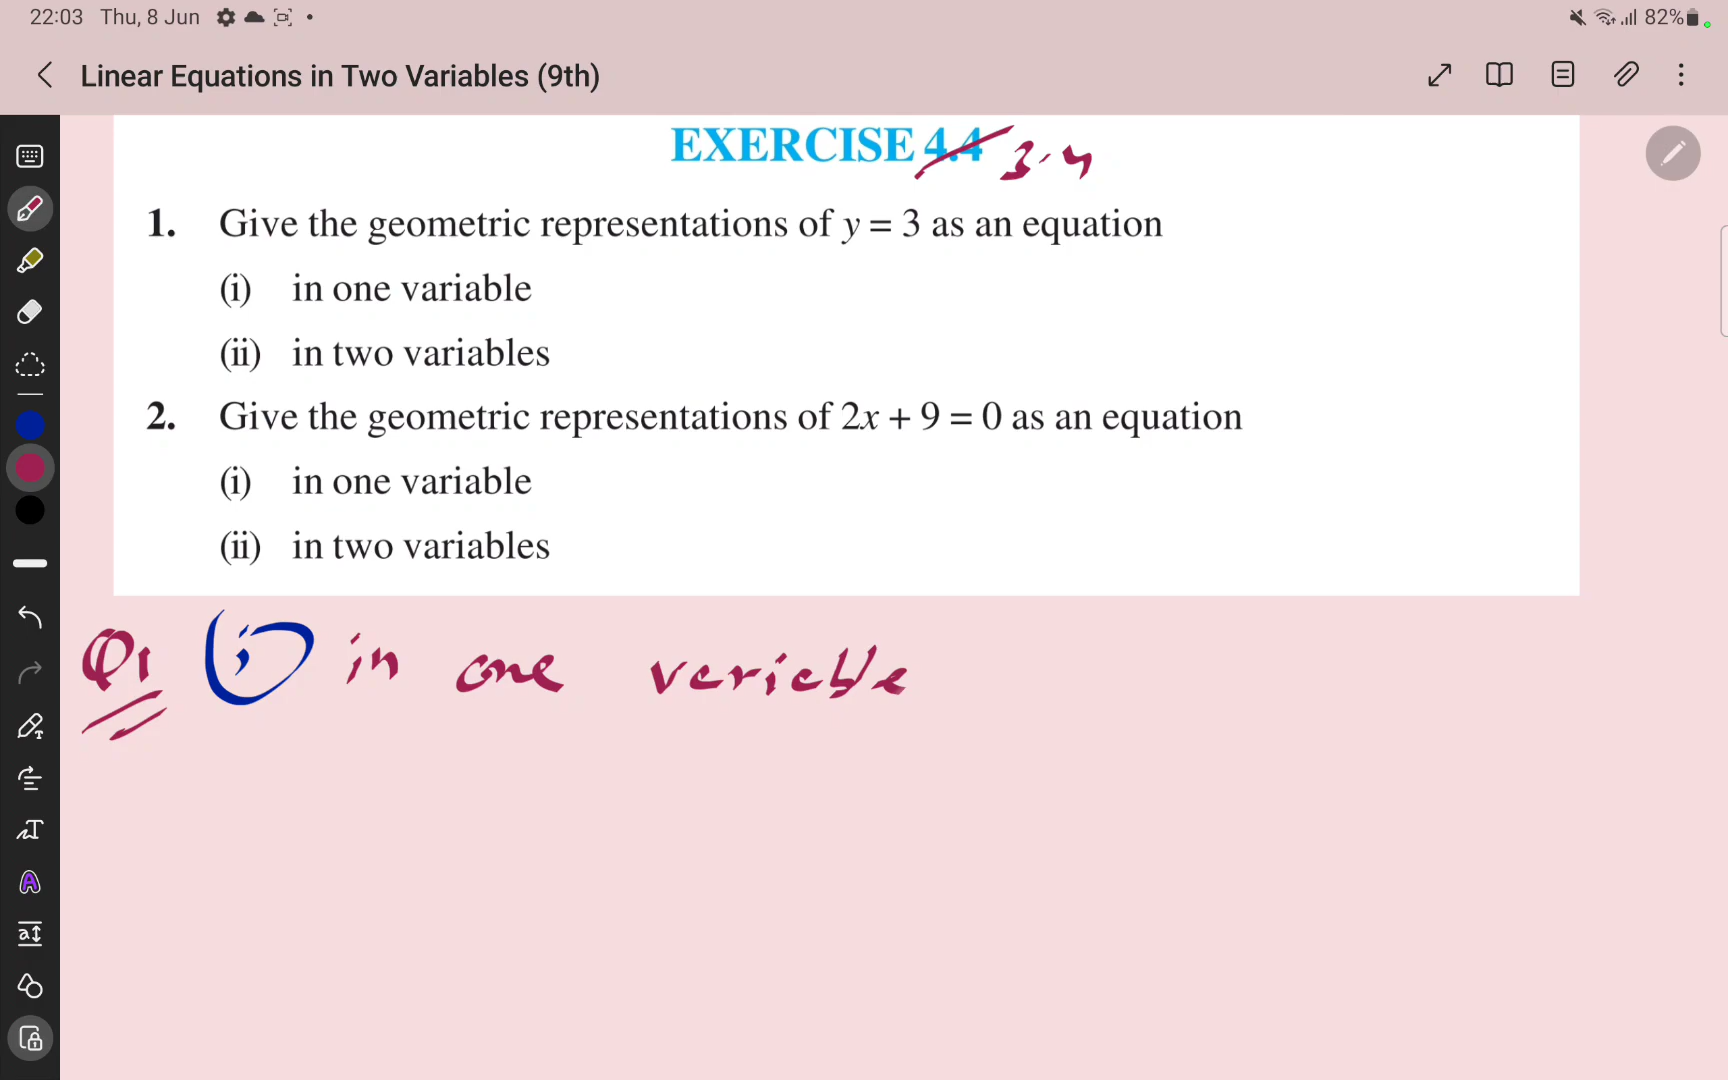 22:03 Thu, 8 Jun 82%
Linear Equations in Two Variables (9th)
EXERCISE 4.4 3.4
1. Give the geometric representations of y = 3 as an equation
(i) in one variable
(ii) in two variables
2. Give the geometric representations of 2x + 9 = 0 as an equation
(i) in one variable
(ii) in two variables
Q1 (i) in one variable